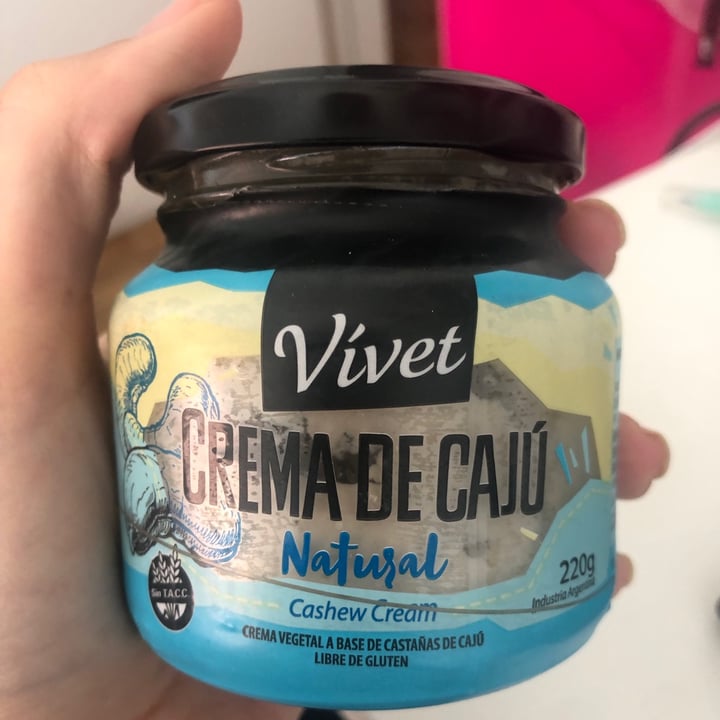 Vívet
CREMA DE CAJÚ
Natural
220g
Industria Argentina
Sin T.A.C.C.
Cashew Cream
CREMA VEGETAL A BASE DE CASTAÑAS DE CAJÚ
LIBRE DE GLUTEN